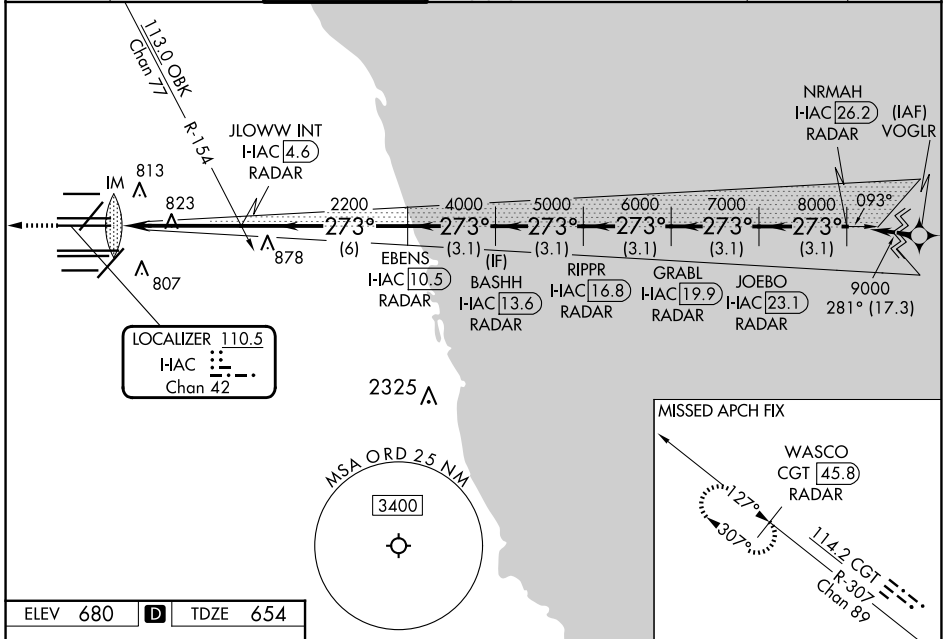 113.0 OBK
Chan 77
R-154
JLOWW INT
I-IAC 4.6
RADAR
NRMAH
I-IAC 26.2
RADAR
(IAF)
VOGLR
IM
813
823
878
807
2200
273°
(6)
4000
273°
(3.1)
5000
273°
(3.1)
6000
273°
(3.1)
7000
273°
(3.1)
8000
273°
(3.1)
093°
EBENS
I-IAC 10.5
RADAR
(IF)
BASHH
I-IAC 13.6
RADAR
RIPPR
I-IAC 16.8
RADAR
GRABL
I-IAC 19.9
RADAR
JOEBO
I-IAC 23.1
RADAR
9000
281° (17.3)
LOCALIZER 110.5
I-IAC
Chan 42
2325
MSA ORD 25 NM
3400
MISSED APCH FIX
WASCO
CGT 45.8
RADAR
127°
307°
114.2 CGT
R-307
Chan 89
ELEV 680 D TDZE 654